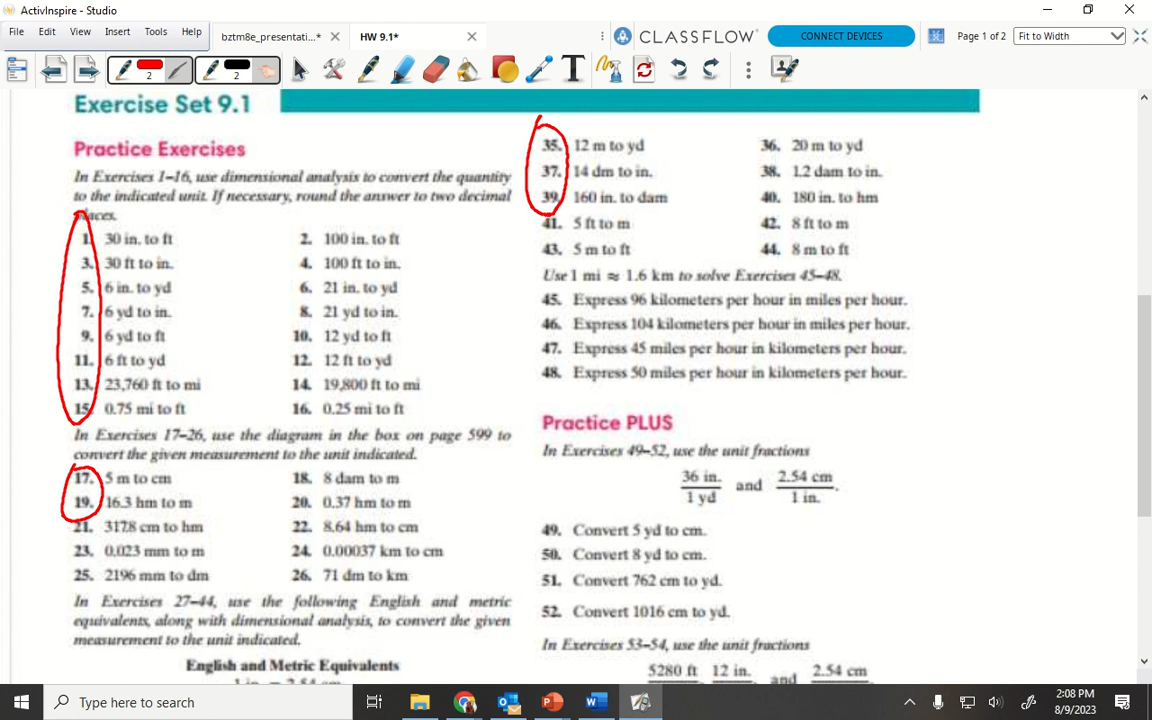 ActivInspire - Studio
File Edit View Insert Tools Help
bztm8e_presentati...*
HW 9.1*
CLASSFLOW
CONNECT DEVICES
Page 1 of 2
Fit to Width
2
2
Exercise Set 9.1
Practice Exercises
In Exercises 1–16, use dimensional analysis to convert the quantity
to the indicated unit. If necessary, round the answer to two decimal
places.
1. 30 in. to ft 2. 100 in. to ft
3. 30 ft to in. 4. 100 ft to in.
5. 6 in. to yd 6. 21 in. to yd
7. 6 yd to in. 8. 21 yd to in.
9. 6 yd to ft 10. 12 yd to ft
11. 6 ft to yd 12. 12 ft to yd
13. 23,760 ft to mi 14. 19,800 ft to mi
15. 0.75 mi to ft 16. 0.25 mi to ft
In Exercises 17–26, use the diagram in the box on page 599 to
convert the given measurement to the unit indicated.
17. 5 m to cm 18. 8 dam to m
19. 16.3 hm to m 20. 0.37 hm to m
21. 317.8 cm to hm 22. 8.64 hm to cm
23. 0.023 mm to m 24. 0.00037 km to cm
25. 2196 mm to dm 26. 71 dm to km
In Exercises 27–44, use the following English and metric
equivalents, along with dimensional analysis, to convert the given
measurement to the unit indicated.
English and Metric Equivalents
35. 12 m to yd 36. 20 m to yd
37. 14 dm to in. 38. 1.2 dam to in.
39. 160 in. to dam 40. 180 in. to hm
41. 5 ft to m 42. 8 ft to m
43. 5 m to ft 44. 8 m to ft
Use 1 mi ≈ 1.6 km to solve Exercises 45–48.
45. Express 96 kilometers per hour in miles per hour.
46. Express 104 kilometers per hour in miles per hour.
47. Express 45 miles per hour in kilometers per hour.
48. Express 50 miles per hour in kilometers per hour.
Practice PLUS
In Exercises 49–52, use the unit fractions
36 in. 2.54 cm
and
1 yd 1 in.
49. Convert 5 yd to cm.
50. Convert 8 yd to cm.
51. Convert 762 cm to yd.
52. Convert 1016 cm to yd.
In Exercises 53–54, use the unit fractions
5280 ft 12 in. and 2.54 cm
Type here to search
2:08 PM
8/9/2023